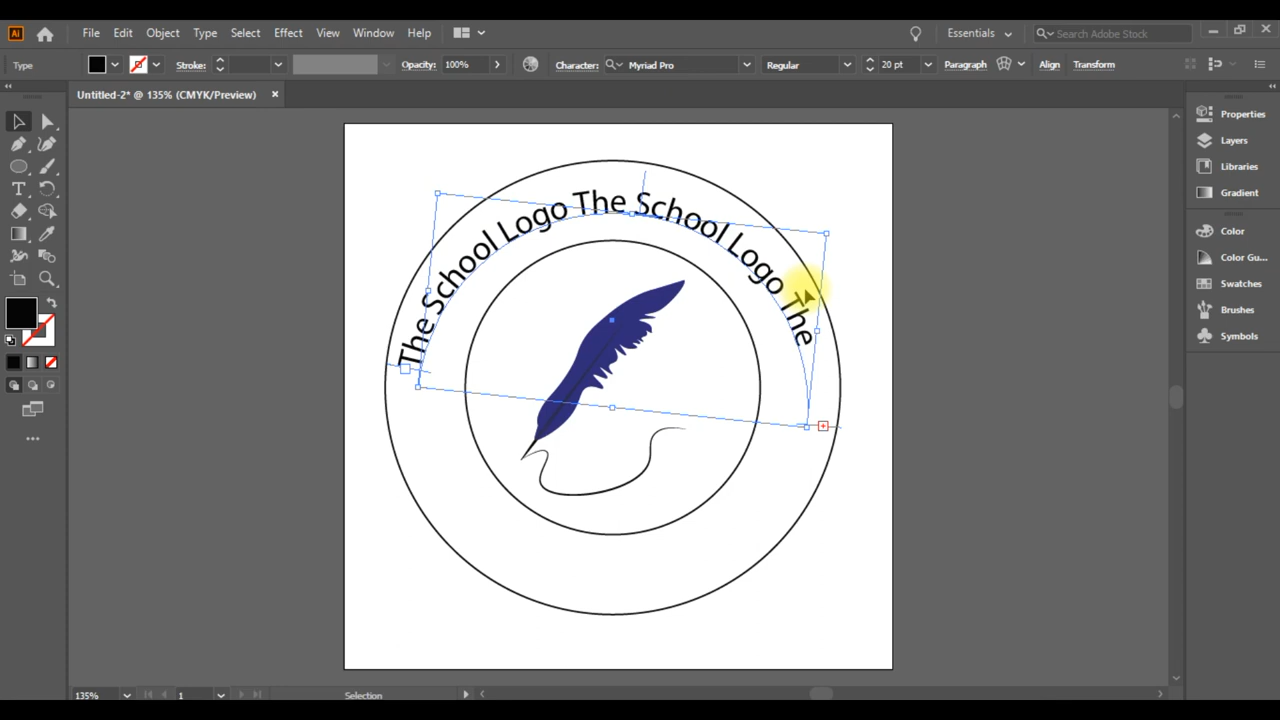 Ai
File Edit Object Type Select Effect View Window Help
Essentials
Search Adobe Stock
Type
Stroke:
Opacity: 100%
Character:
Myriad Pro
Regular
20 pt
Paragraph
Align
Transform
Untitled-2* @ 135% (CMYK/Preview)
The School Logo The School Logo The
Properties
Layers
Libraries
Gradient
Color
Color Gu...
Swatches
Brushes
Symbols
135%
1
Selection